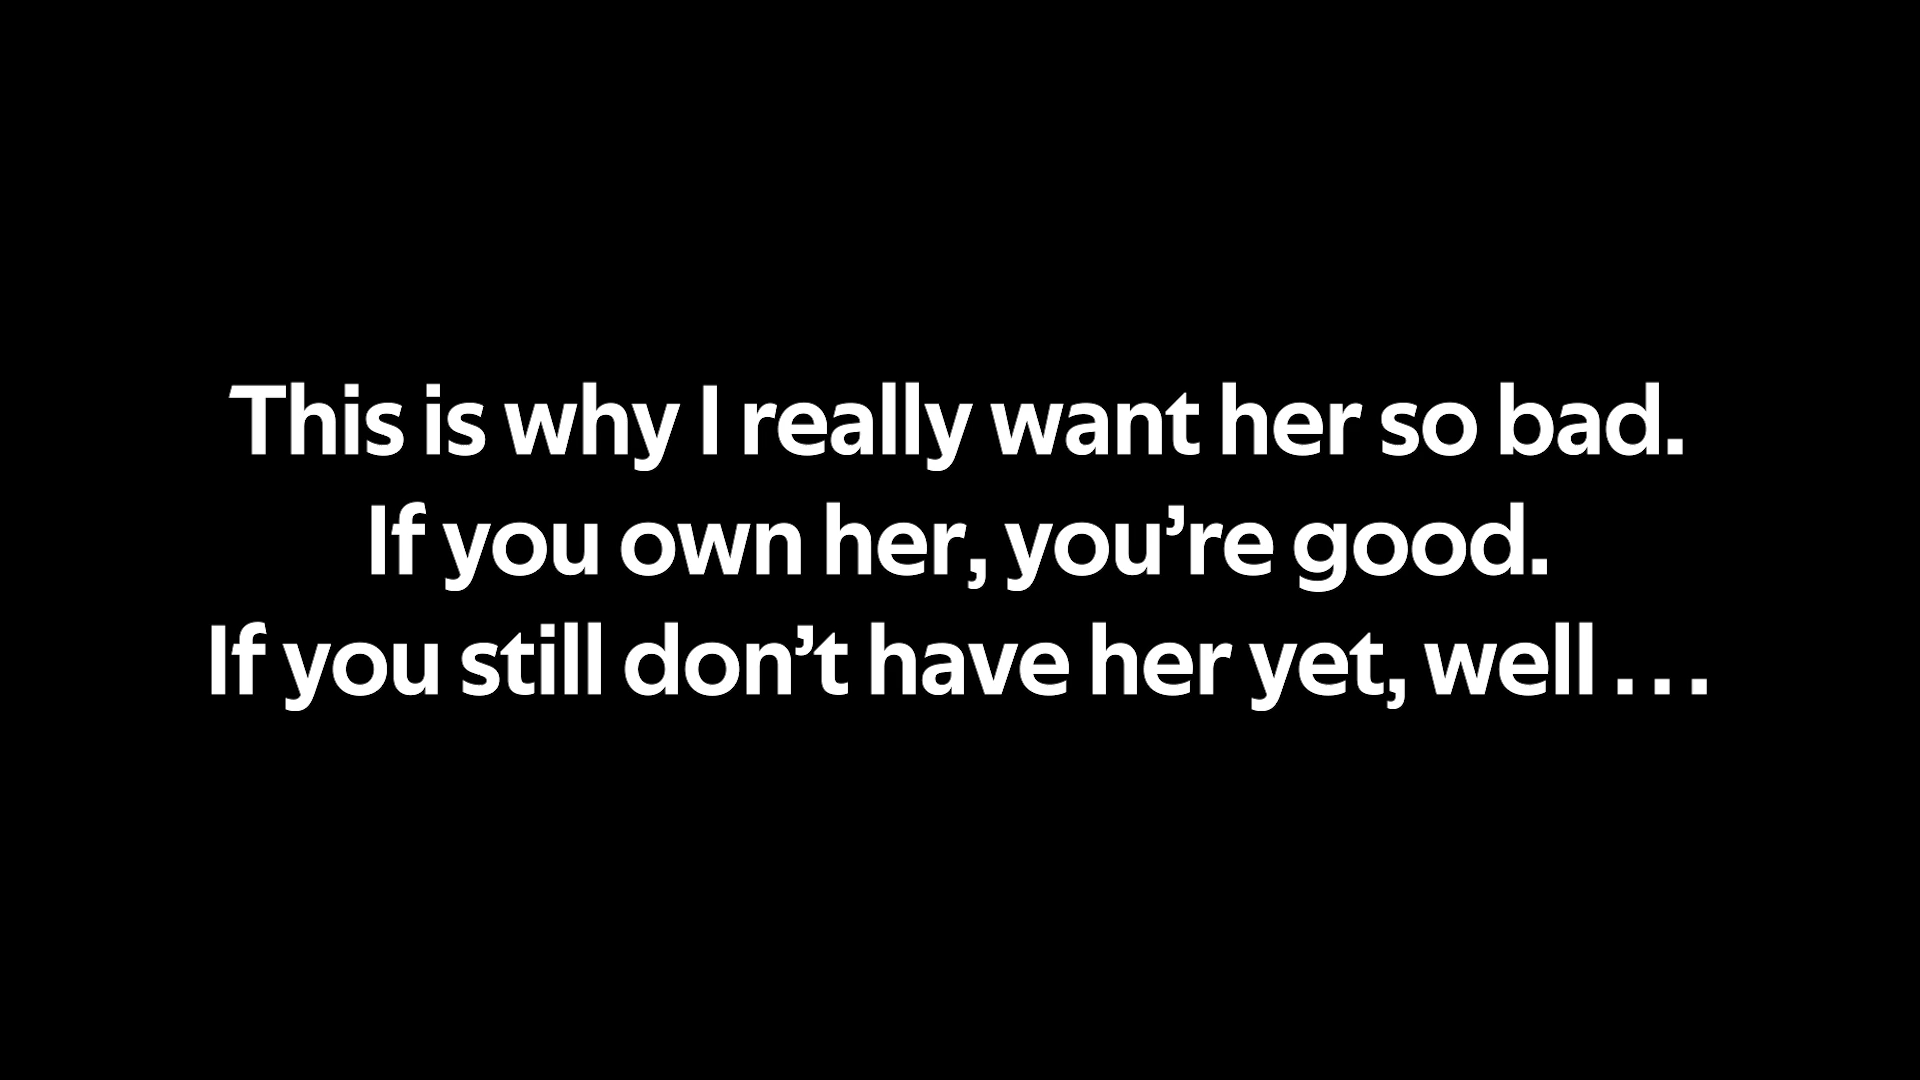 This is why I really want her so bad.
If you own her, you’re good.
If you still don’t have her yet, well . . .